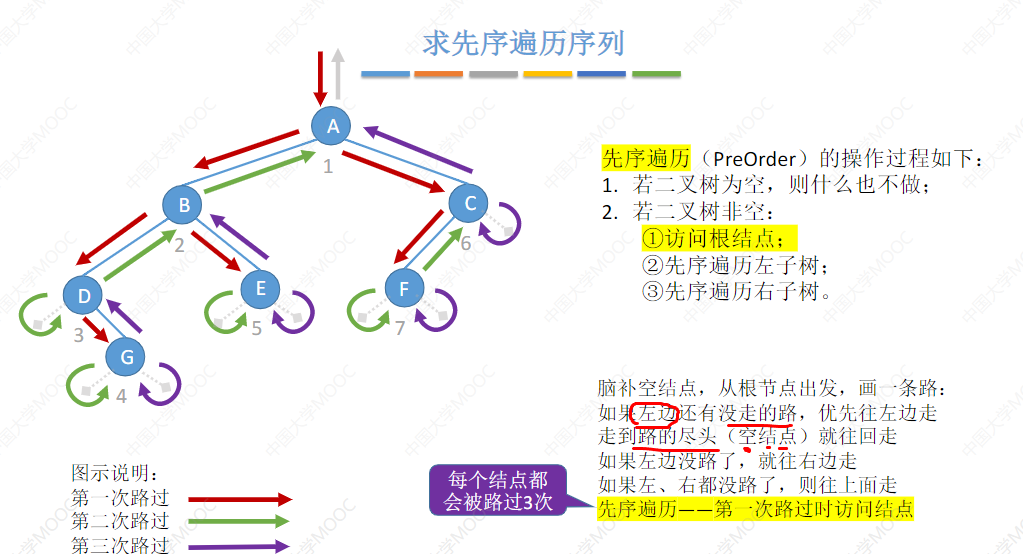 求先序遍历序列
A
1
B
2
C
6
D
3
E
5
F
7
G
4
先序遍历（PreOrder）的操作过程如下：
1. 若二叉树为空，则什么也不做；
2. 若二叉树非空：
①访问根结点；
②先序遍历左子树；
③先序遍历右子树。
脑补空结点，从根节点出发，画一条路：
如果左边还有没走的路，优先往左边走
走到路的尽头（空结点）就往回走
如果左边没路了，就往右边走
如果左、右都没路了，则往上面走
先序遍历——第一次路过时访问结点
每个结点都
会被路过3次
图示说明：
第一次路过
第二次路过
第三次路过
中国大学MOOC